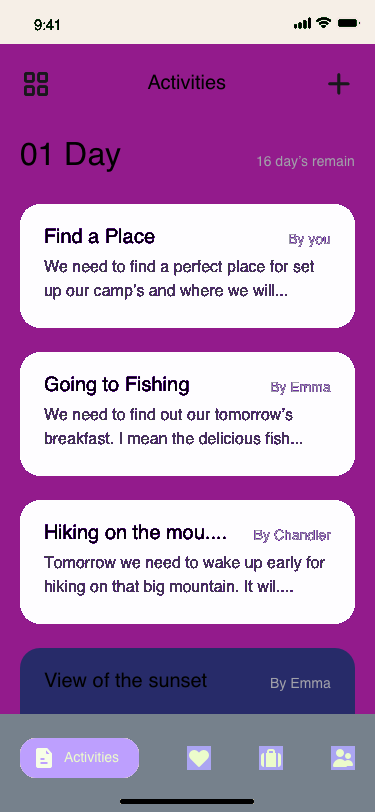 9:41
Activities
01 Day
16 day's remain
Find a Place
By you
We need to find a perfect place for set
up our camp's and where we will...
Going to Fishing
By Emma
We need to find out our tomorrow's
breakfast. I mean the delicious fish...
Hiking on the mou....
By Chandler
Tomorrow we need to wake up early for
hiking on that big mountain. It wil....
View of the sunset
By Emma
Activities